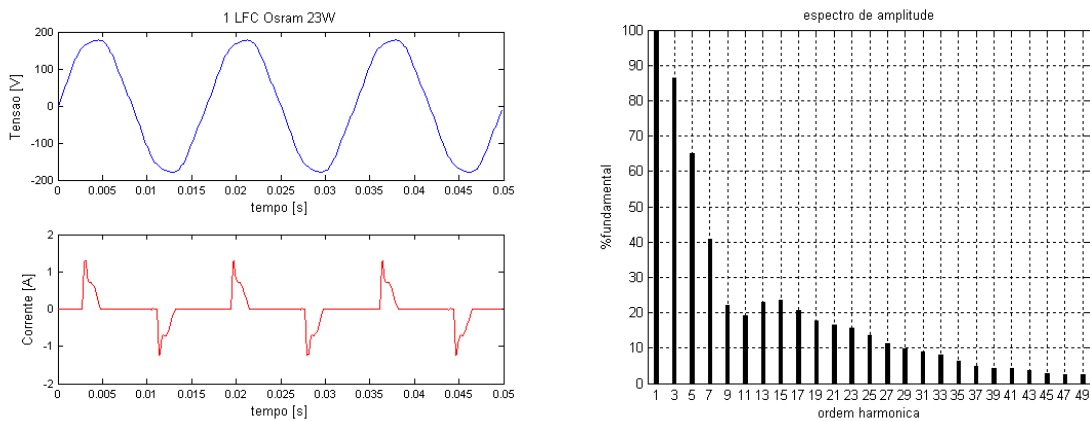 1 LFC Osram 23W
Tensao [V]
200
100
0
-100
-200
0 0.005 0.01 0.015 0.02 0.025 0.03 0.035 0.04 0.045 0.05
tempo [s]
Corrente [A]
2
1
0
-1
-2
0 0.005 0.01 0.015 0.02 0.025 0.03 0.035 0.04 0.045 0.05
tempo [s]
espectro de amplitude
%fundamental
100
90
80
70
60
50
40
30
20
10
0
1 3 5 7 9 11 13 15 17 19 21 23 25 27 29 31 33 35 37 39 41 43 45 47 49
ordem harmonica